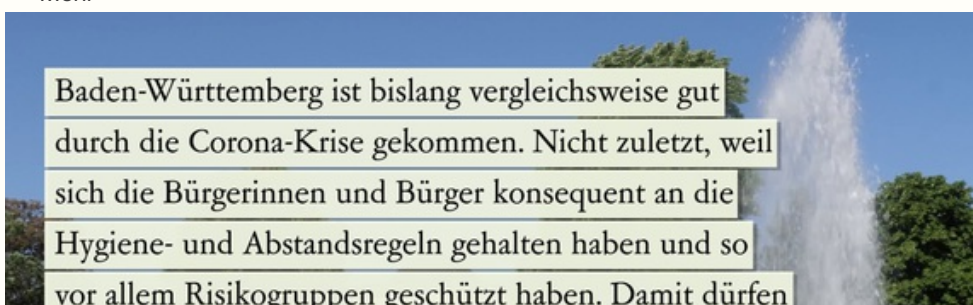 Baden-Württemberg ist bislang vergleichsweise gut
durch die Corona-Krise gekommen. Nicht zuletzt, weil
sich die Bürgerinnen und Bürger konsequent an die
Hygiene- und Abstandsregeln gehalten haben und so
vor allem Risikogruppen geschützt haben. Damit dürfen